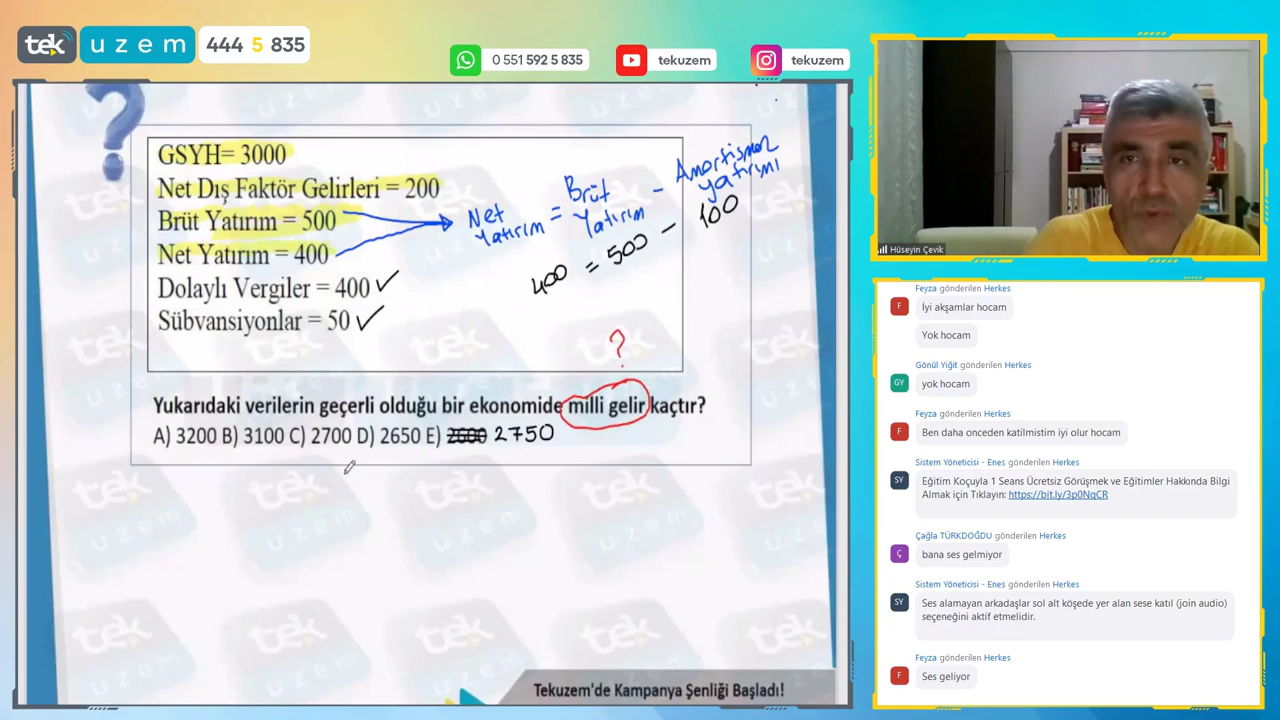 tek uzem 444 5 835
0 551 592 5 835
tekuzem
tekuzem
GSYH= 3000
Net Dış Faktör Gelirleri = 200
Brüt Yatırım = 500
Net Yatırım = 400
Dolaylı Vergiler = 400
Sübvansiyonlar = 50
Net Yatırım = Brüt Yatırım - Amortisman yatırımı
400 = 500 - 100
?
Yukarıdaki verilerin geçerli olduğu bir ekonomide milli gelir kaçtır?
A) 3200 B) 3100 C) 2700 D) 2650 E) 2750
Tekuzem'de Kampanya Şenliği Başladı!
Hüseyin Çevik
Feyza gönderilen Herkes
F
İyi akşamlar hocam
Yok hocam
Gönül Yiğit gönderilen Herkes
GY
yok hocam
Feyza gönderilen Herkes
F
Ben daha onceden katilmistim iyi olur hocam
Sistem Yöneticisi - Enes gönderilen Herkes
SY
Eğitim Koçuyla 1 Seans Ücretsiz Görüşmek ve Eğitimler Hakkında Bilgi
Almak için Tıklayın: https://bit.ly/3p0NqCR
Çağla TÜRKDOĞDU gönderilen Herkes
Ç
bana ses gelmiyor
Sistem Yöneticisi - Enes gönderilen Herkes
SY
Ses alamayan arkadaşlar sol alt köşede yer alan sese katıl (join audio)
seçeneğini aktif etmelidir.
Feyza gönderilen Herkes
F
Ses geliyor